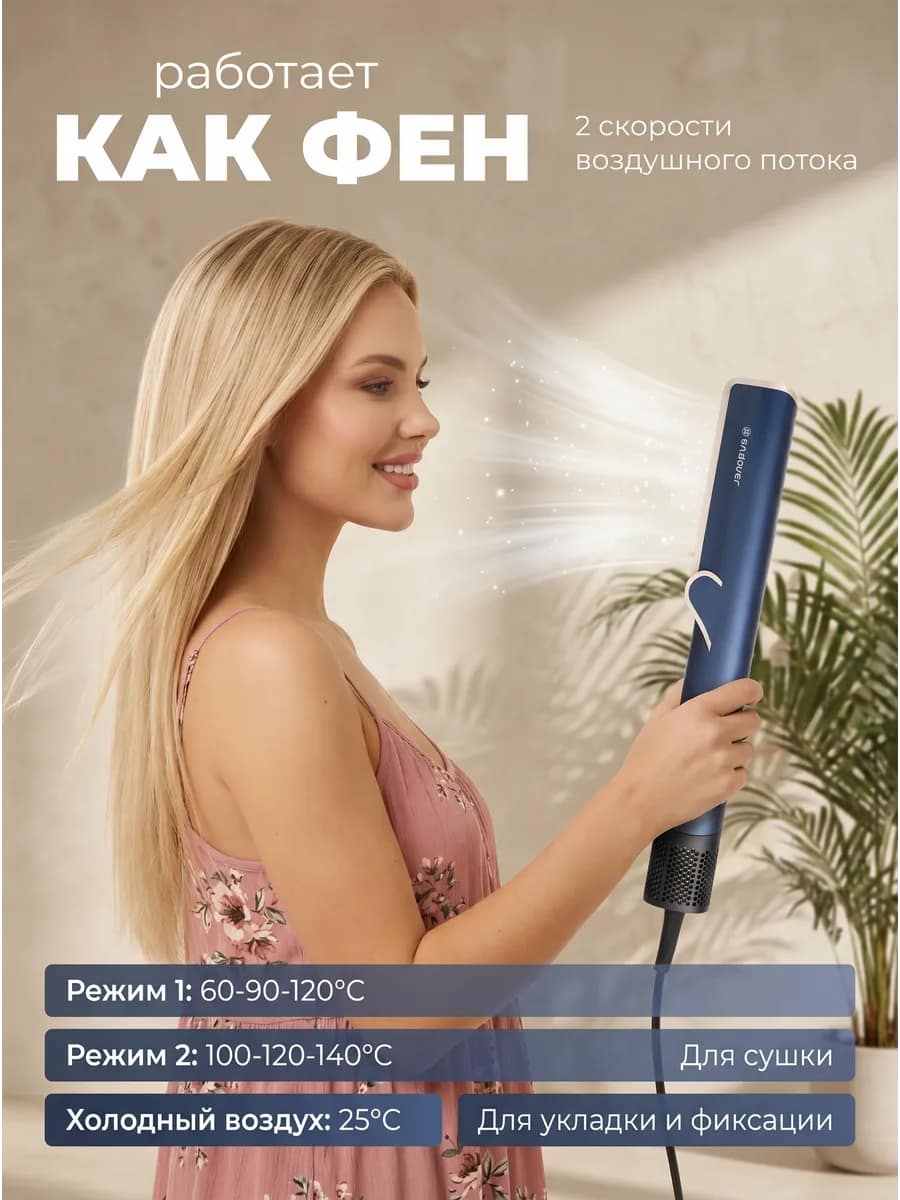 работает
КАК ФЕН
2 скорости
воздушного потока
andover
Режим 1: 60-90-120°C
Режим 2: 100-120-140°C
Для сушки
Холодный воздух: 25°C
Для укладки и фиксации